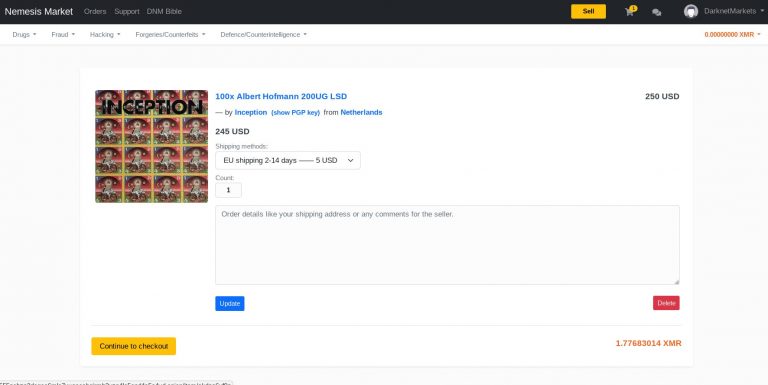 Nemesis Market Orders Support DNM Bible Sell 1 DarknetMarkets
Drugs Fraud Hacking Forgeries/Counterfeits Defence/Counterintelligence 0.00000000 XMR
INCEPTION
100x Albert Hofmann 200UG LSD 250 USD
— by Inception (show PGP key) from Netherlands
245 USD
Shipping methods:
EU shipping 2-14 days —— 5 USD
Count:
1
Order details like your shipping address or any comments for the seller.
Update Delete
Continue to checkout 1.77683014 XMR